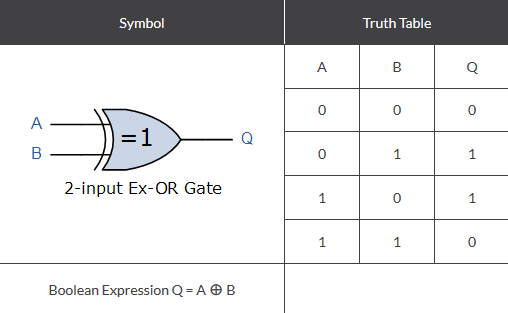 Symbol Truth Table
A B Q
0 0 0
A
=1 Q
B
0 1 1
2-input Ex-OR Gate
1 0 1
1 1 0
Boolean Expression Q = A ⊕ B